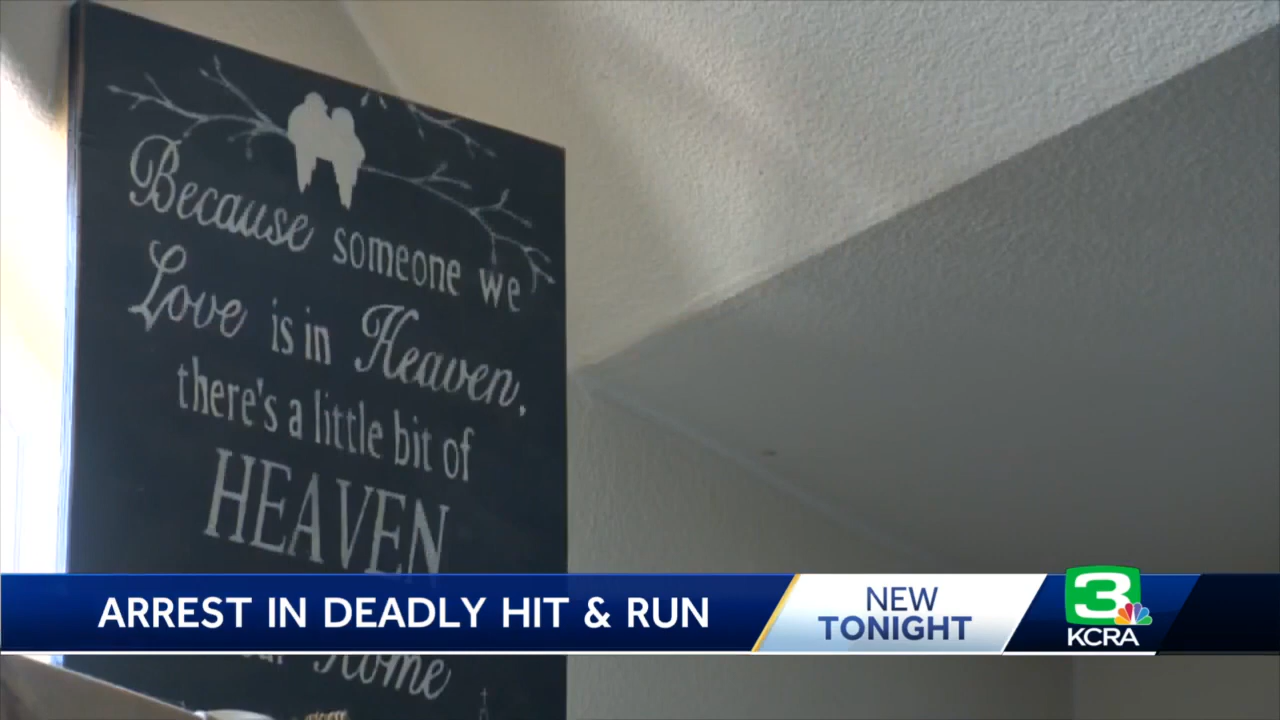 Because someone we
Love is in Heaven,
there's a little bit of
HEAVEN
Home
ARREST IN DEADLY HIT & RUN
NEW
TONIGHT
3
KCRA